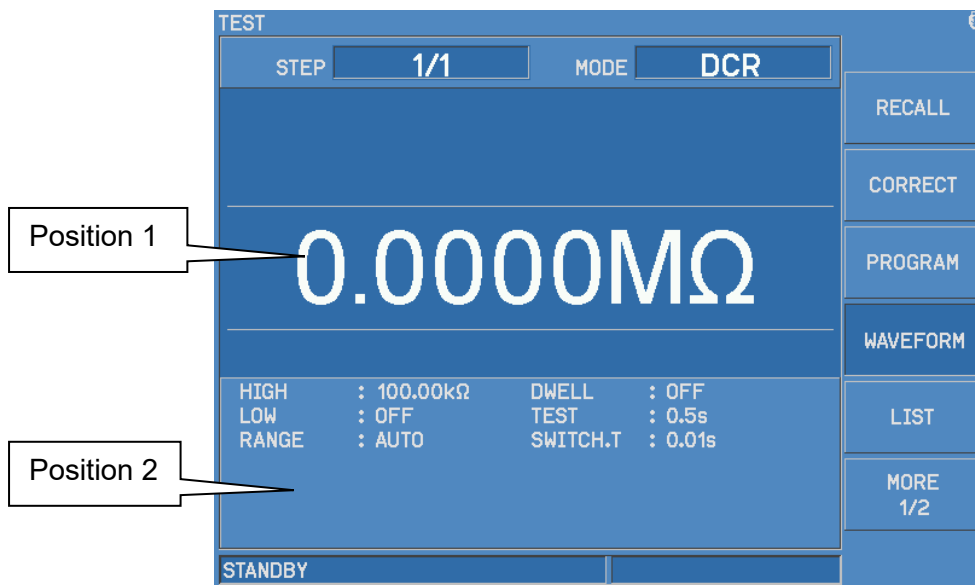 TEST
STEP 1/1 MODE DCR
RECALL
CORRECT
Position 1
0.0000MΩ
PROGRAM
WAVEFORM
HIGH : 100.00kΩ DWELL : OFF
LOW : OFF TEST : 0.5s
RANGE : AUTO SWITCH.T : 0.01s
LIST
Position 2
MORE
1/2
STANDBY